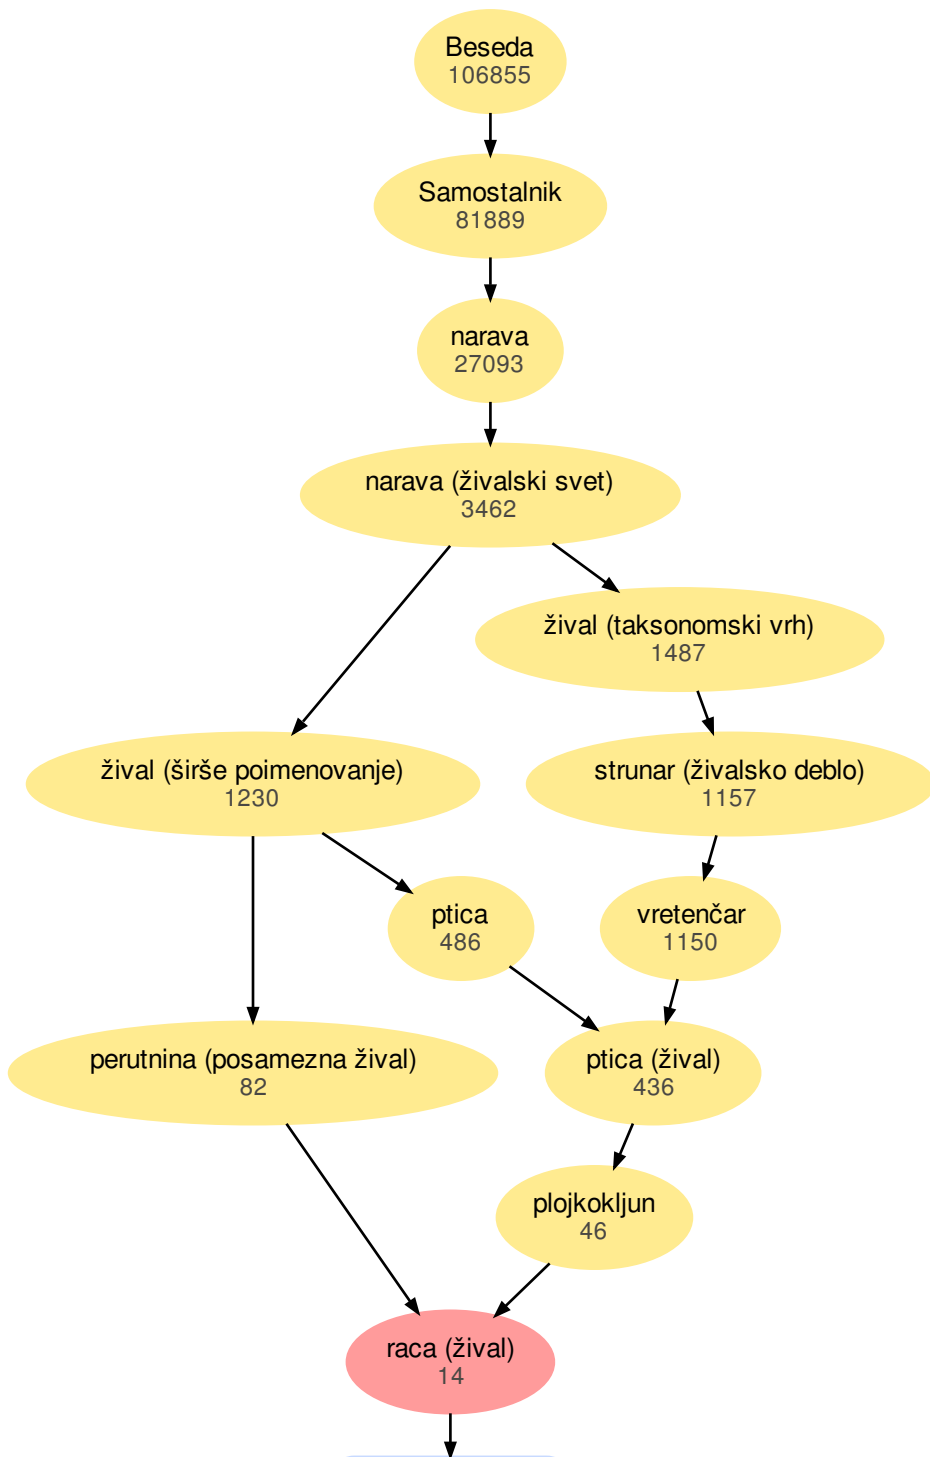 Beseda
106855
Samostalnik
81889
narava
27093
narava (živalski svet)
3462
žival (taksonomski vrh)
1487
žival (širše poimenovanje)
1230
strunar (živalsko deblo)
1157
ptica
486
vretenčar
1150
perutnina (posamezna žival)
82
ptica (žival)
436
plojkokljun
46
raca (žival)
14